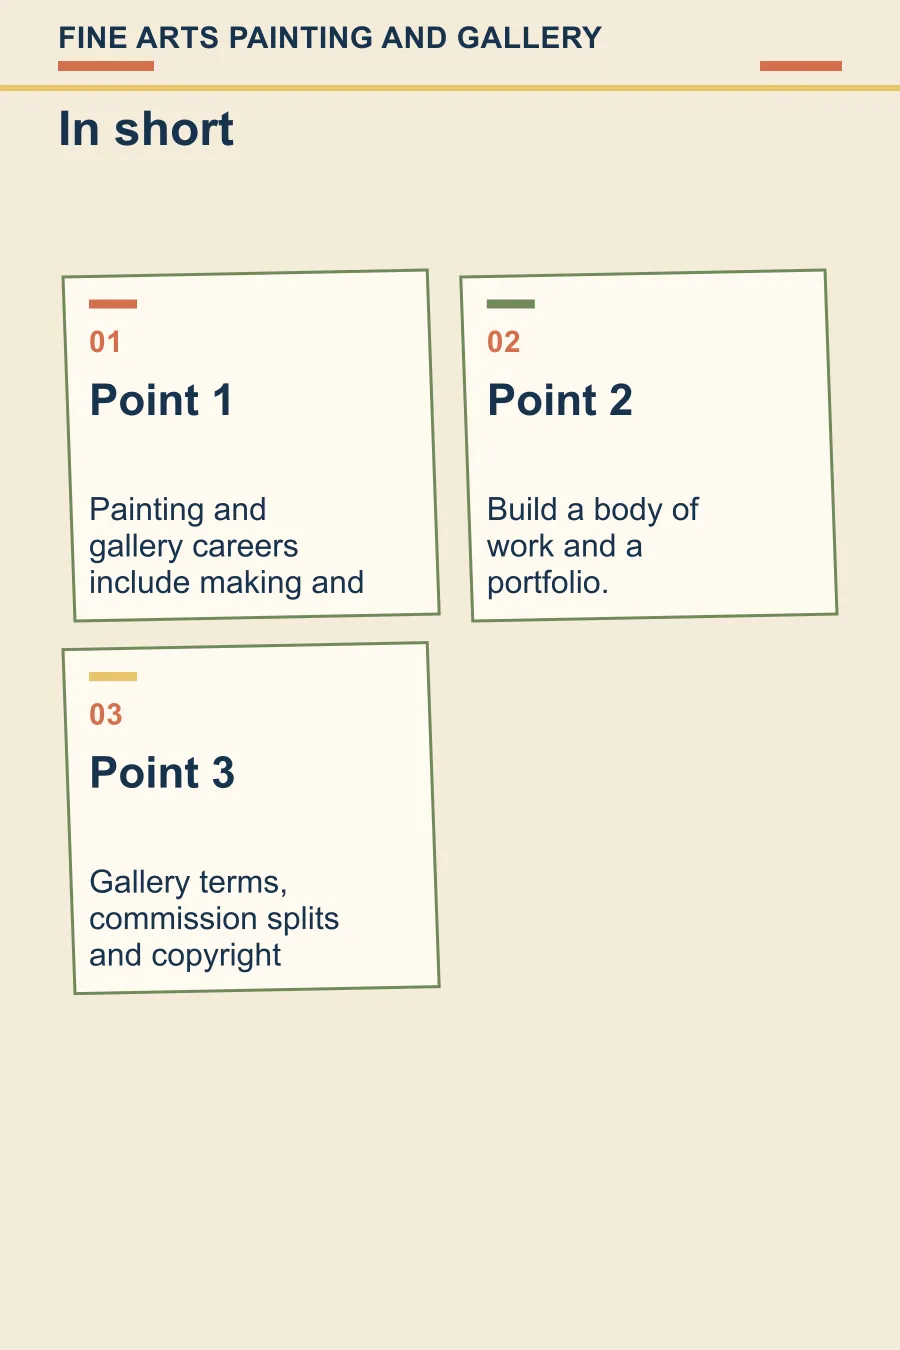 FINE ARTS PAINTING AND GALLERY
In short
01
Point 1
Painting and
gallery careers
include making and
02
Point 2
Build a body of
work and a
portfolio.
03
Point 3
Gallery terms,
commission splits
and copyright